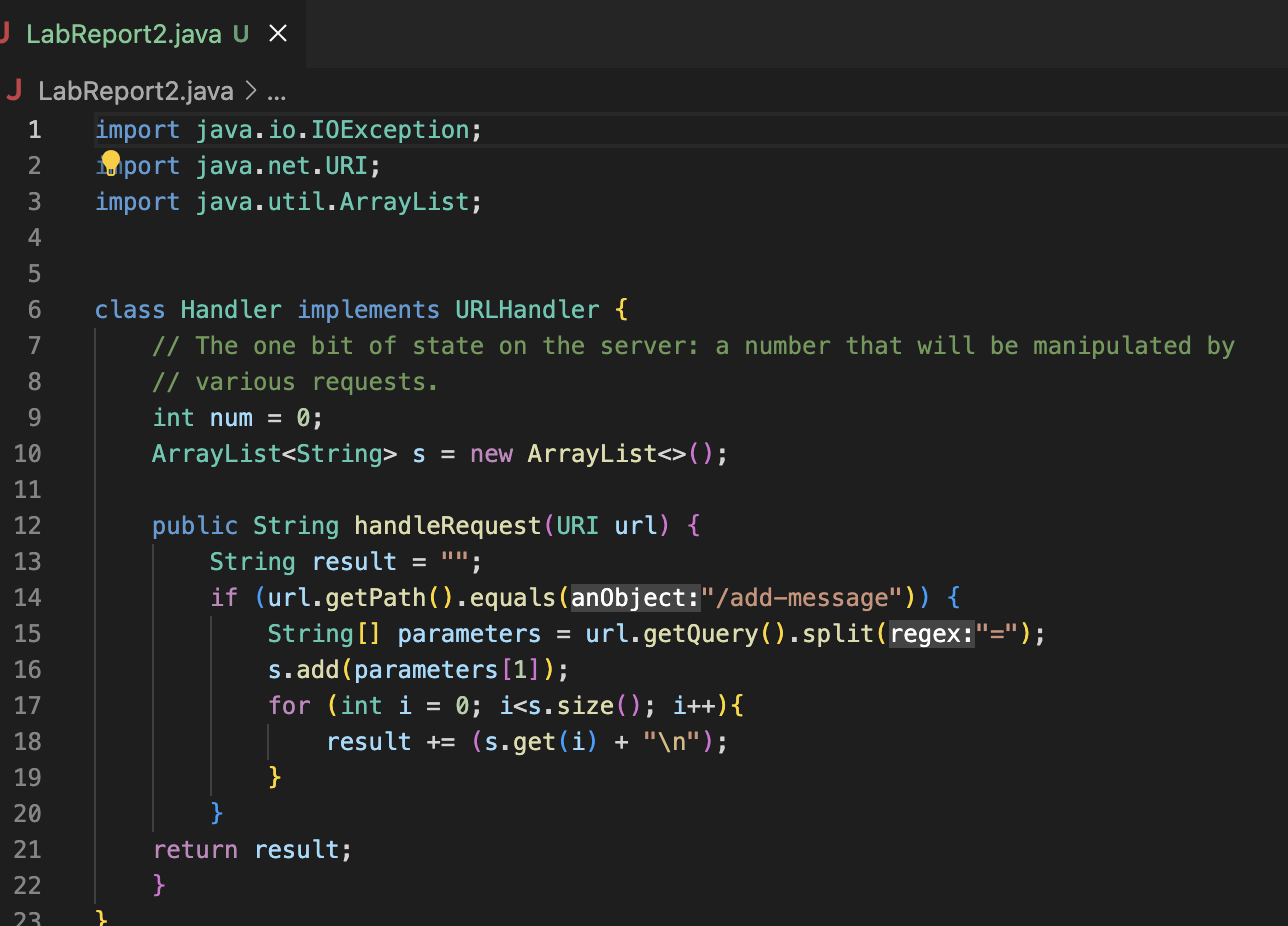 J LabReport2.java U ×
J LabReport2.java > ...
1 import java.io.IOException;
2 import java.net.URI;
3 import java.util.ArrayList;
4
5
6 class Handler implements URLHandler {
7 // The one bit of state on the server: a number that will be manipulated by
8 // various requests.
9 int num = 0;
10 ArrayList<String> s = new ArrayList<>();
11
12 public String handleRequest(URI url) {
13 String result = "";
14 if (url.getPath().equals(anObject:"/add-message")) {
15 String[] parameters = url.getQuery().split(regex:"=");
16 s.add(parameters[1]);
17 for (int i = 0; i<s.size(); i++){
18 result += (s.get(i) + "\n");
19 }
20 }
21 return result;
22 }
23 }